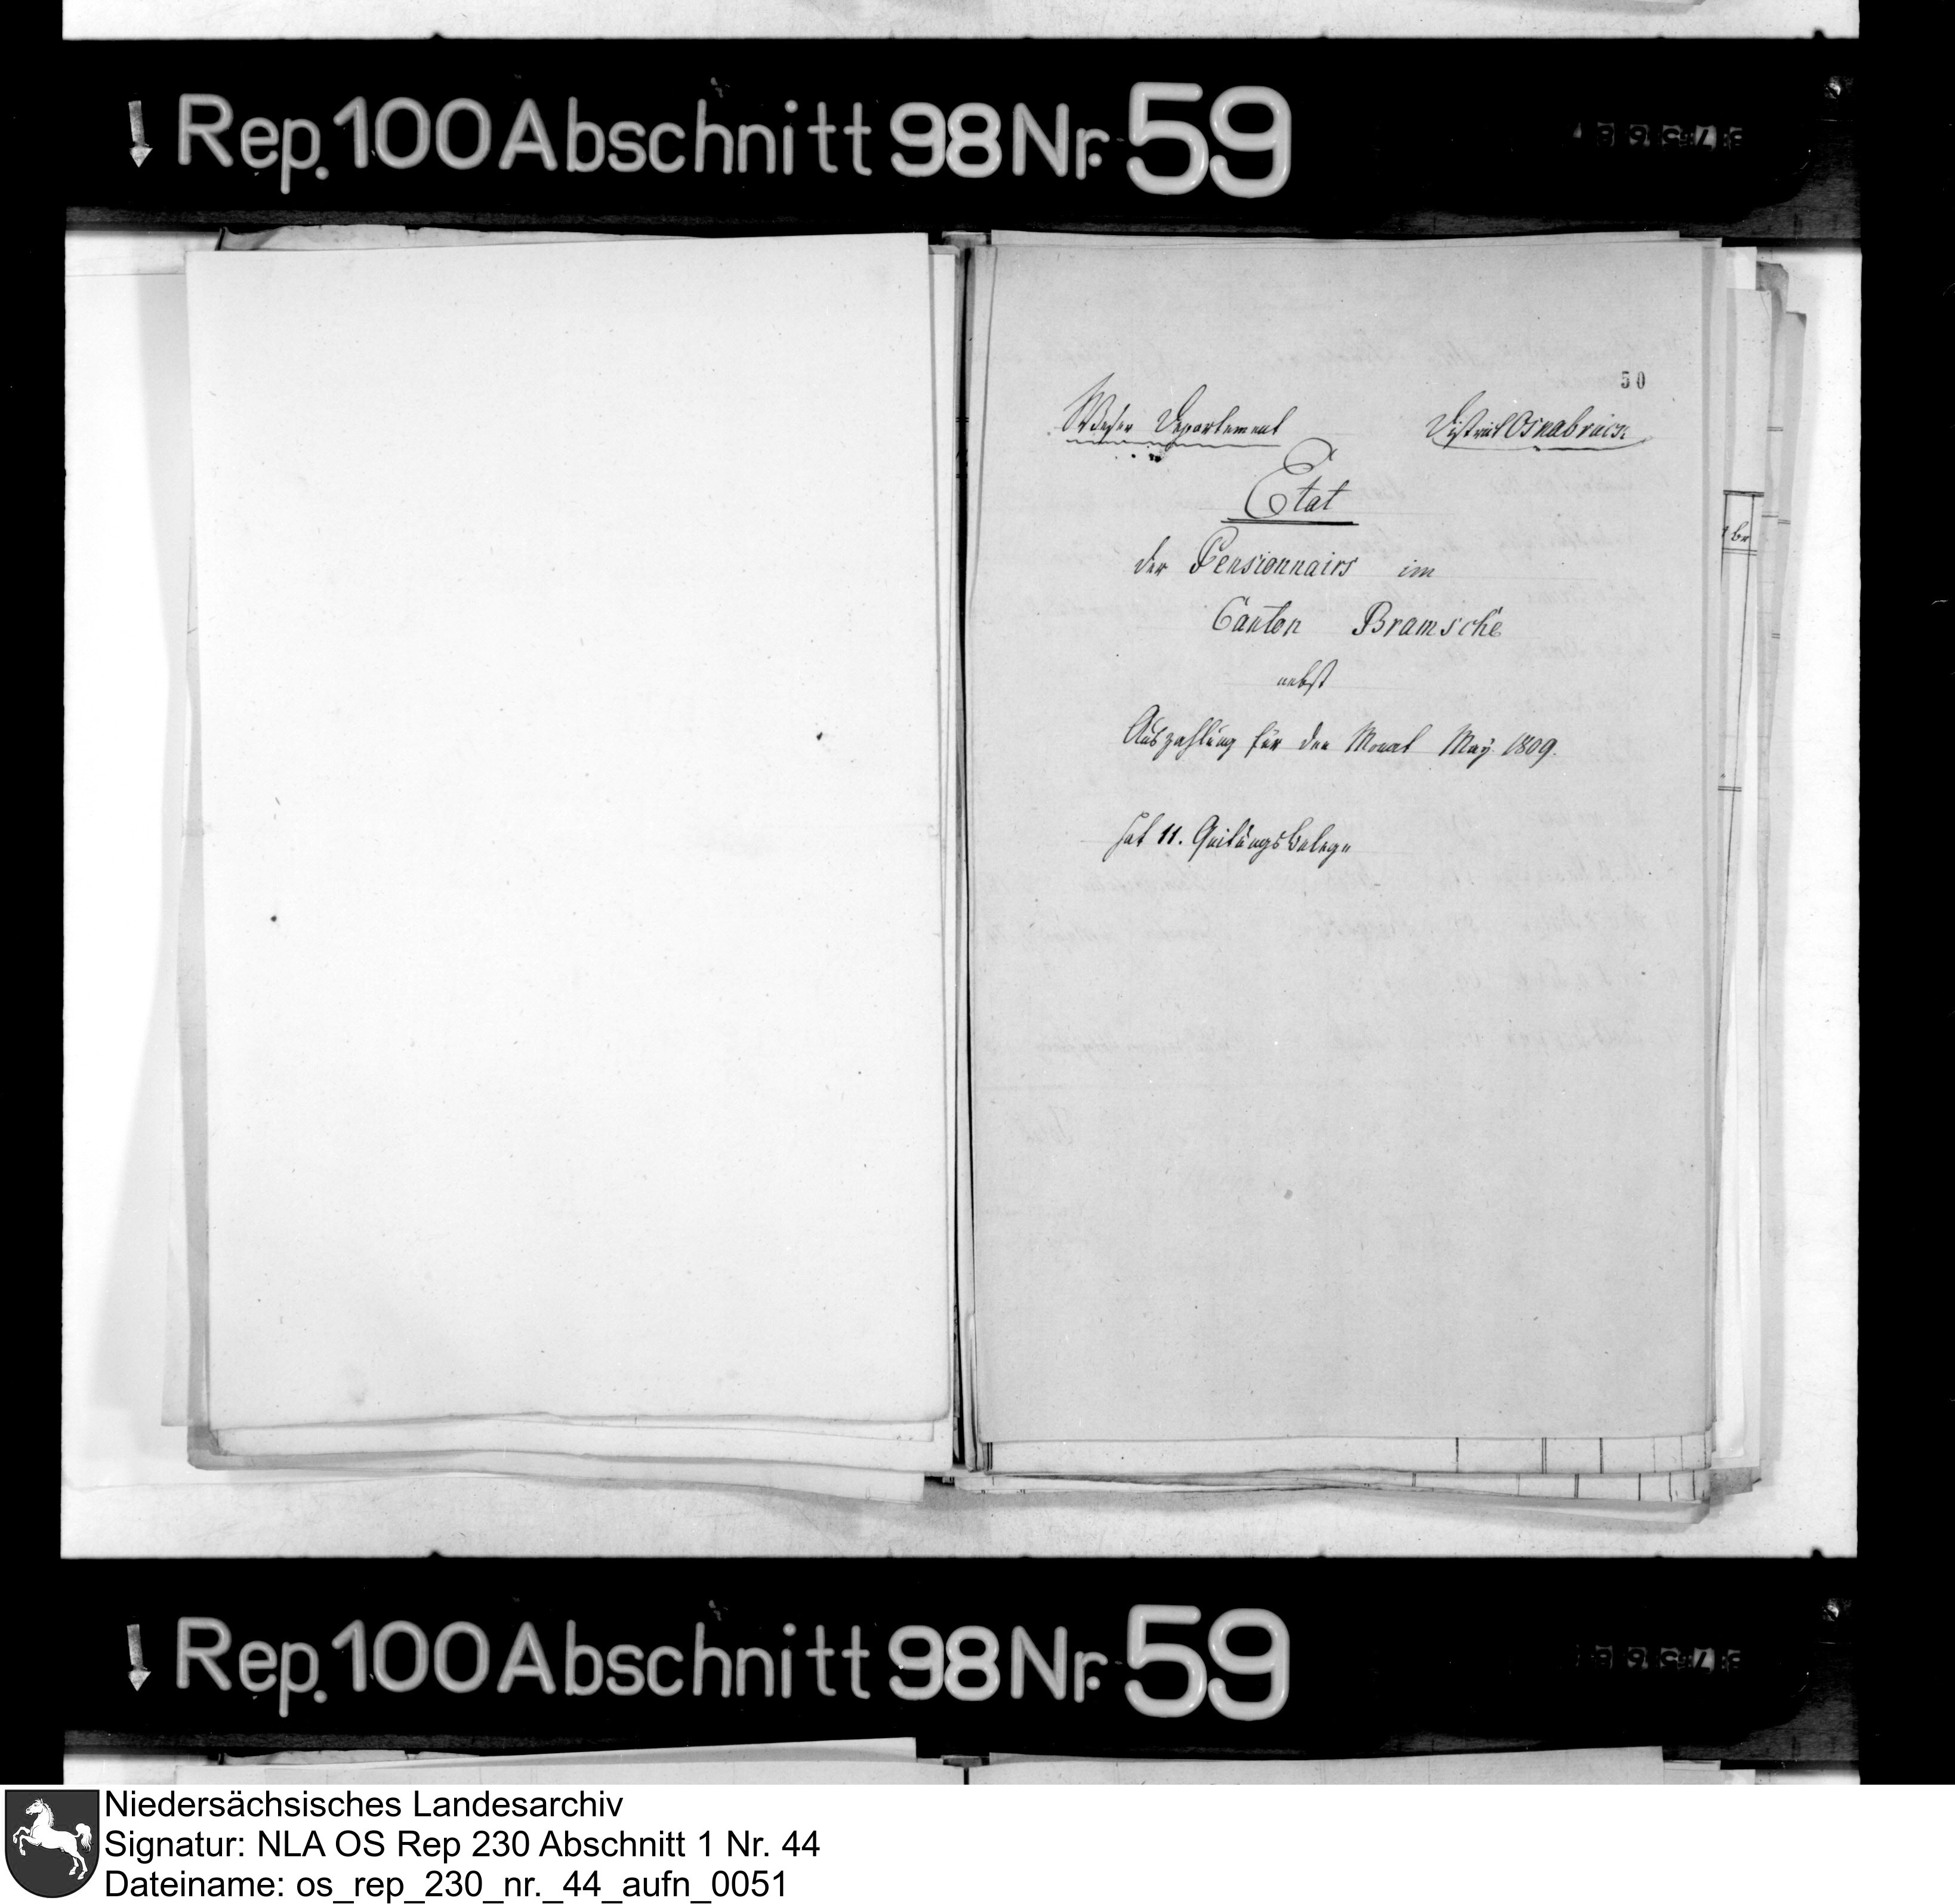 Rep. 100 Abschnitt 98 Nr. 59
50
Weser Departement District Osnabrück
Etat
der Pensionnairs im
Canton Bramsche
nebst
Auszahlung für den Monat May 1809.
hat 11. Quitungsbelege
Rep. 100 Abschnitt 98 Nr. 59
Niedersächsisches Landesarchiv
Signatur: NLA OS Rep 230 Abschnitt 1 Nr. 44
Dateiname: os_rep_230_nr._44_aufn_0051